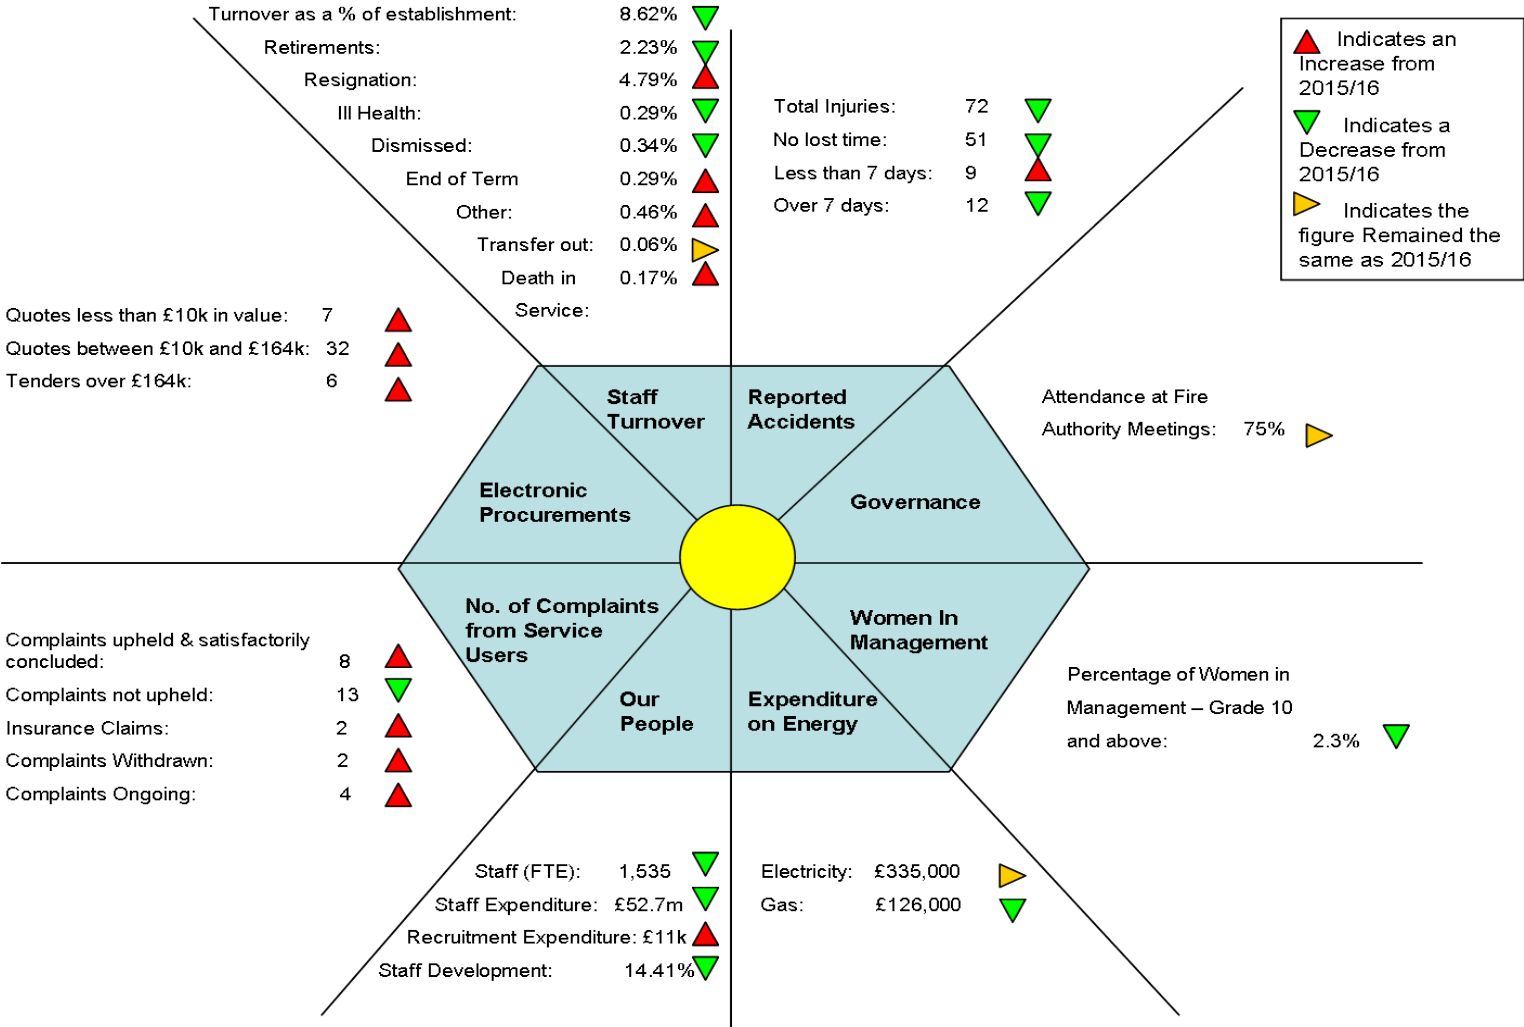 Turnover as a % of establishment: 8.62%
Retirements: 2.23%
Resignation: 4.79%
Ill Health: 0.29%
Dismissed: 0.34%
End of Term 0.29%
Other: 0.46%
Transfer out: 0.06%
Death in 0.17%
Service:
Total Injuries: 72
No lost time: 51
Less than 7 days: 9
Over 7 days: 12
Indicates an
Increase from
2015/16
Indicates a
Decrease from
2015/16
Indicates the
figure Remained the
same as 2015/16
Quotes less than £10k in value: 7
Quotes between £10k and £164k: 32
Tenders over £164k: 6
Attendance at Fire
Authority Meetings: 75%
Staff
Turnover
Reported
Accidents
Electronic
Procurements
Governance
No. of Complaints
from Service
Users
Women In
Management
Our
People
Expenditure
on Energy
Complaints upheld & satisfactorily
concluded: 8
Complaints not upheld: 13
Insurance Claims: 2
Complaints Withdrawn: 2
Complaints Ongoing: 4
Percentage of Women in
Management – Grade 10
and above: 2.3%
Staff (FTE): 1,535
Staff Expenditure: £52.7m
Recruitment Expenditure: £11k
Staff Development: 14.41%
Electricity: £335,000
Gas: £126,000